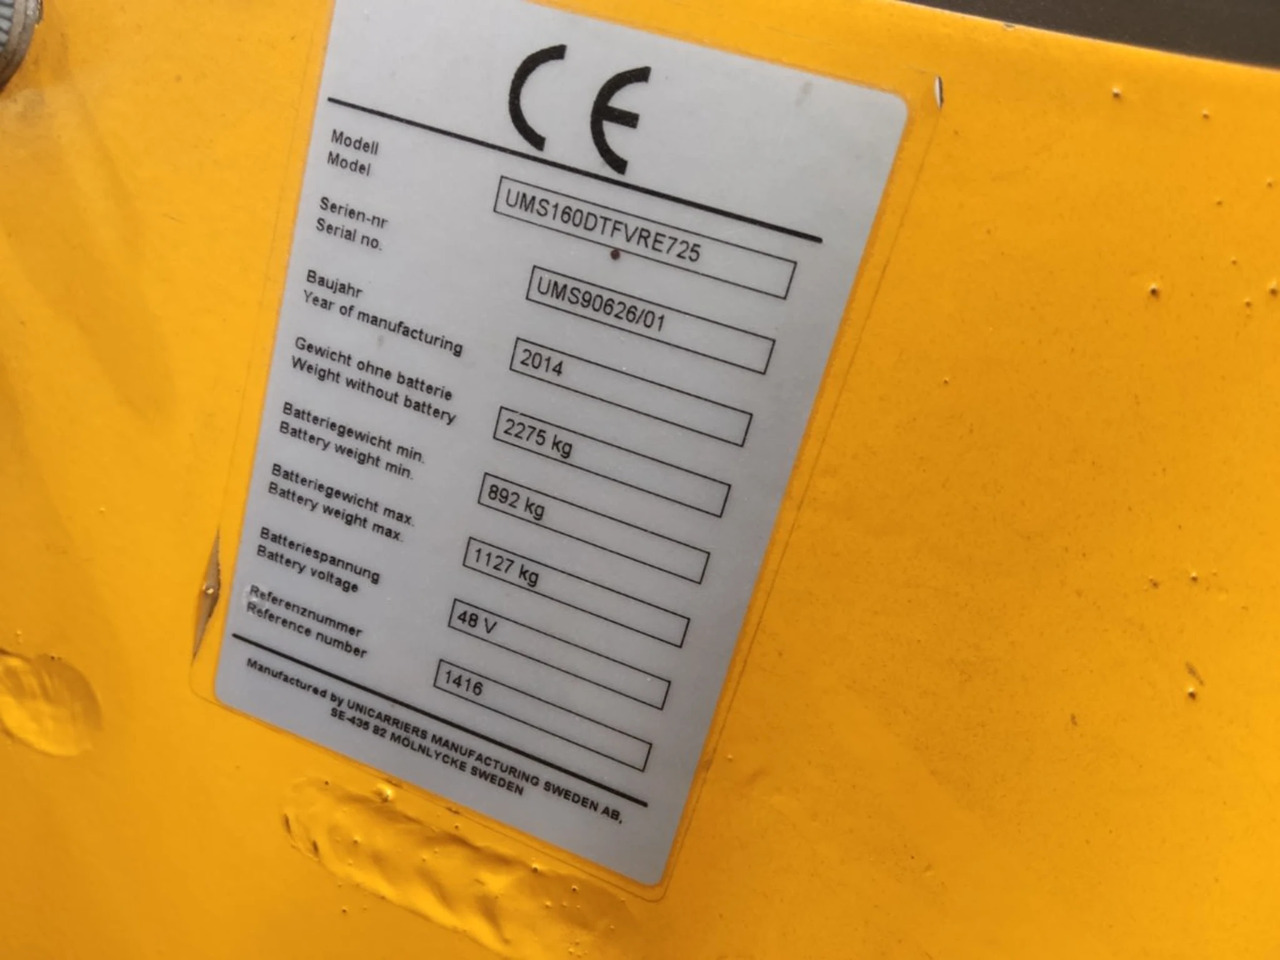 CE
Modell
Model
UMS160DTFVRE725
Serien-nr
Serial no.
UMS90626/01
Baujahr
Year of manufacturing
2014
Gewicht ohne batterie
Weight without battery
2275 kg
Batteriegewicht min.
Battery weight min.
892 kg
Batteriegewicht max.
Battery weight max.
1127 kg
Batteriespannung
Battery voltage
48 V
Referenznummer
Reference number
1416
Manufactured by UNICARRIERS MANUFACTURING SWEDEN AB,
SE-435 82 MÖLNLYCKE SWEDEN